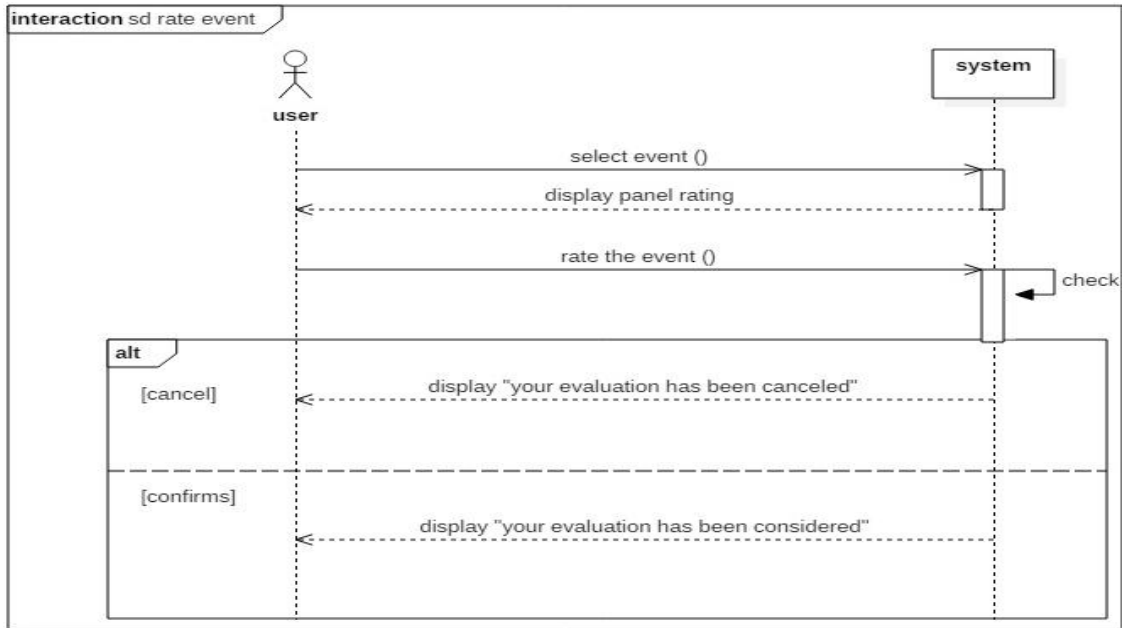 interaction sd rate event
system
user
select event ()
display panel rating
rate the event ()
check
alt
[cancel]
display "your evaluation has been canceled"
[confirms]
display "your evaluation has been considered"